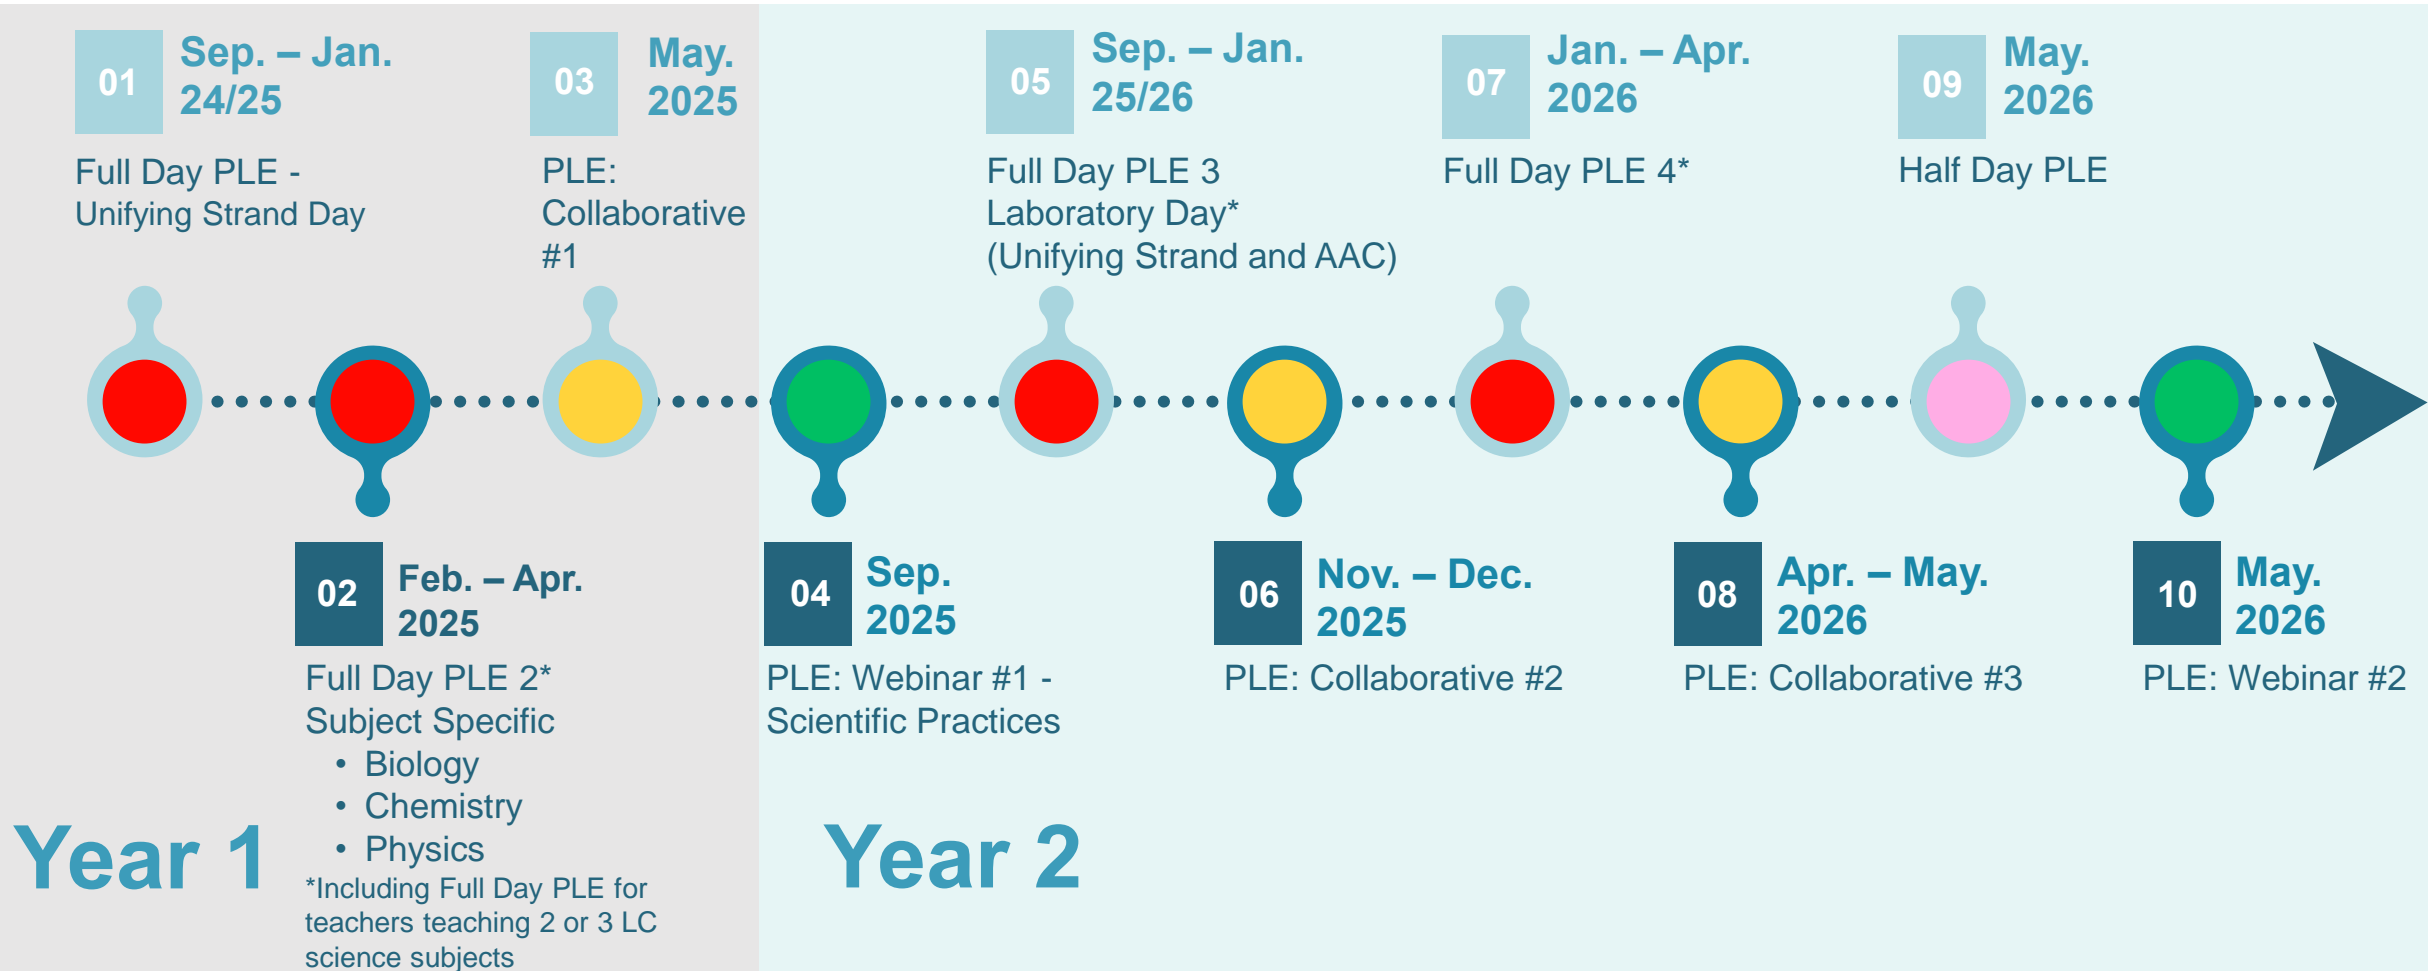 01
Sep. – Jan.
24/25
Full Day PLE -
Unifying Strand Day
03
May.
2025
PLE:
Collaborative
#1
05
Sep. – Jan.
25/26
Full Day PLE 3
Laboratory Day*
(Unifying Strand and AAC)
07
Jan. – Apr.
2026
Full Day PLE 4*
09
May.
2026
Half Day PLE
02
Feb. – Apr.
2025
Full Day PLE 2*
Subject Specific
• Biology
• Chemistry
• Physics
*Including Full Day PLE for
teachers teaching 2 or 3 LC
science subjects
04
Sep.
2025
PLE: Webinar #1 -
Scientific Practices
06
Nov. – Dec.
2025
PLE: Collaborative #2
08
Apr. – May.
2026
PLE: Collaborative #3
10
May.
2026
PLE: Webinar #2
Year 1
Year 2